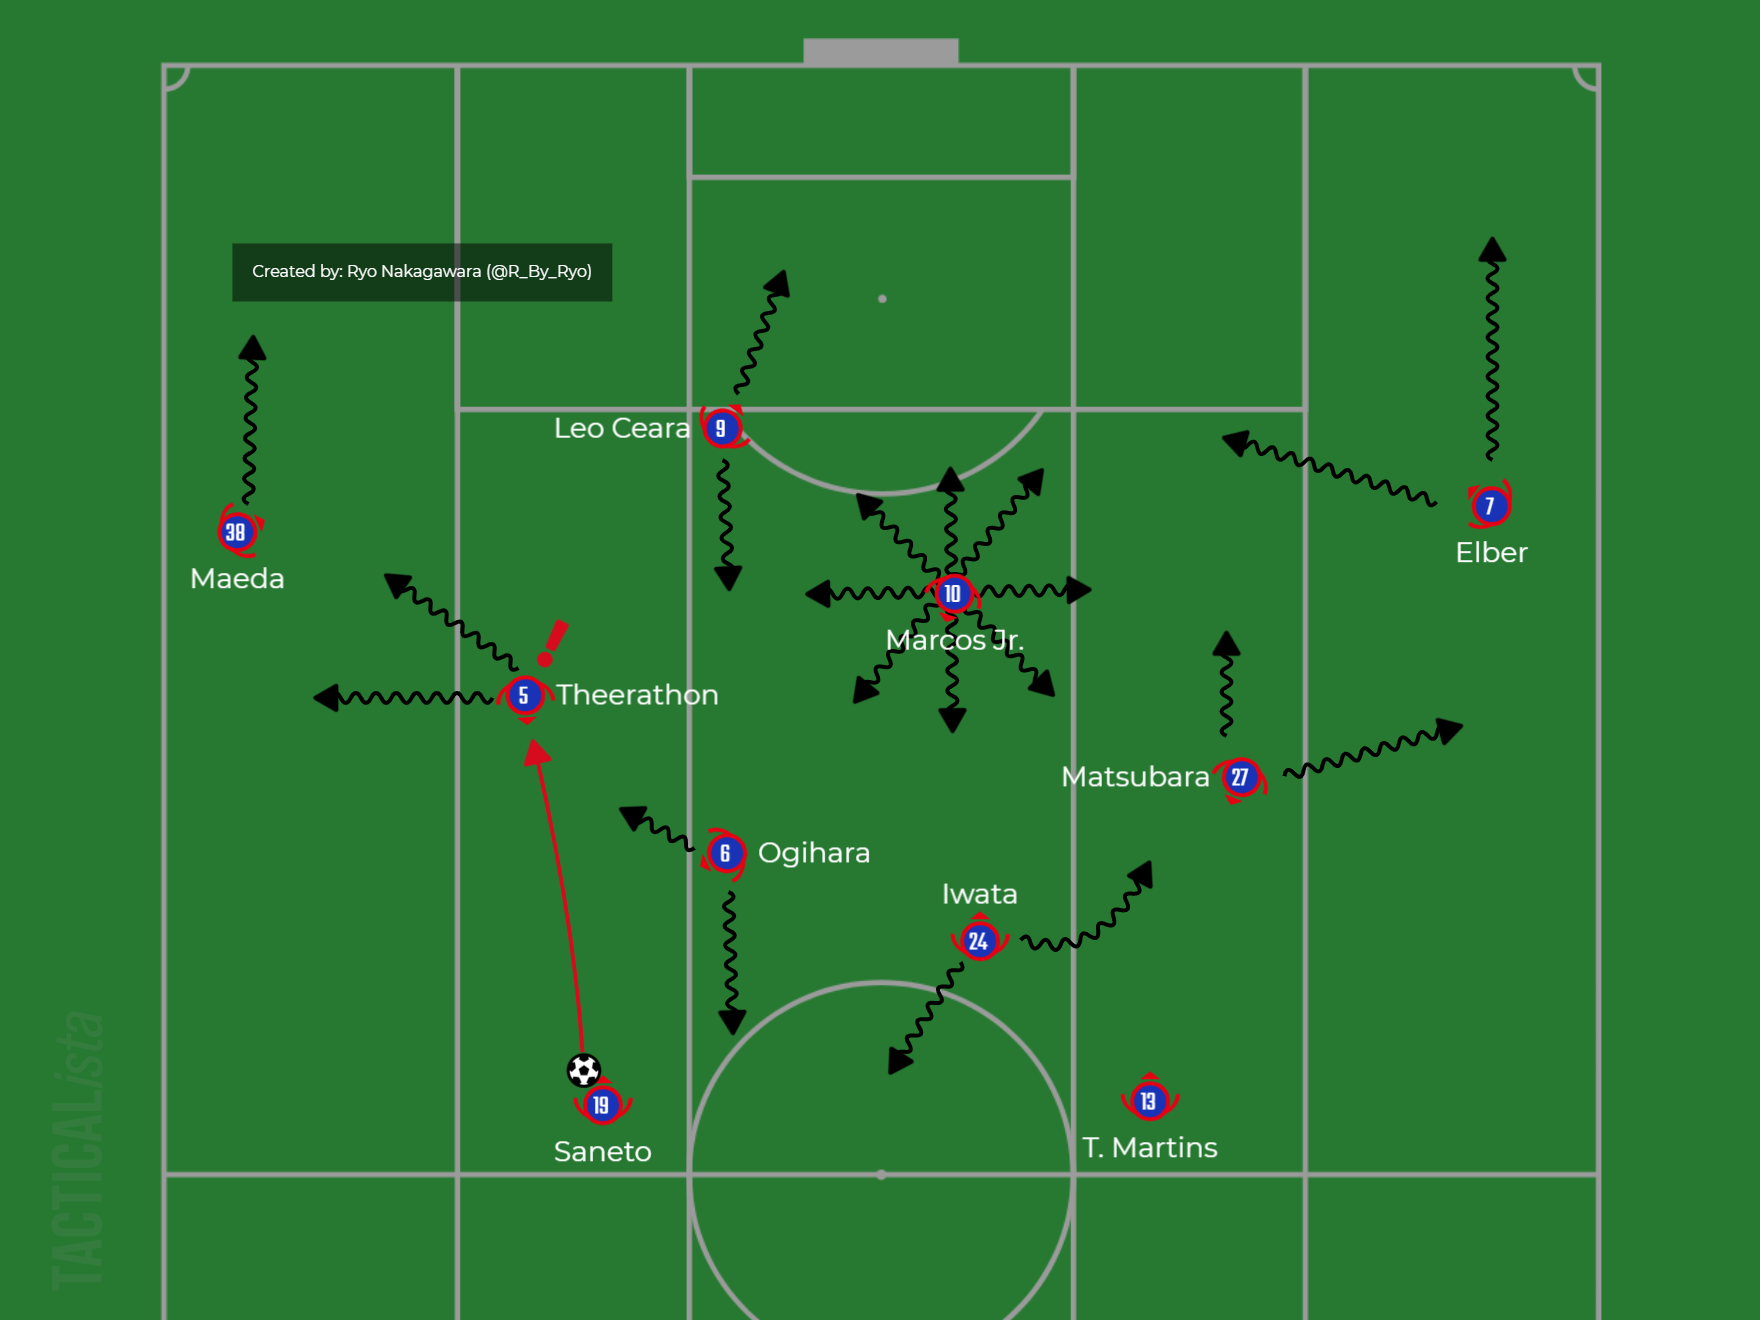 Created by: Ryo Nakagawara (@R_By_Ryo)
9
Leo Ceara
7
Elber
38
Maeda
10
Marcos Jr.
5
Theerathon
27
Matsubara
6
Ogihara
Iwata
24
19
Saneto
13
T. Martins
TACTICALista